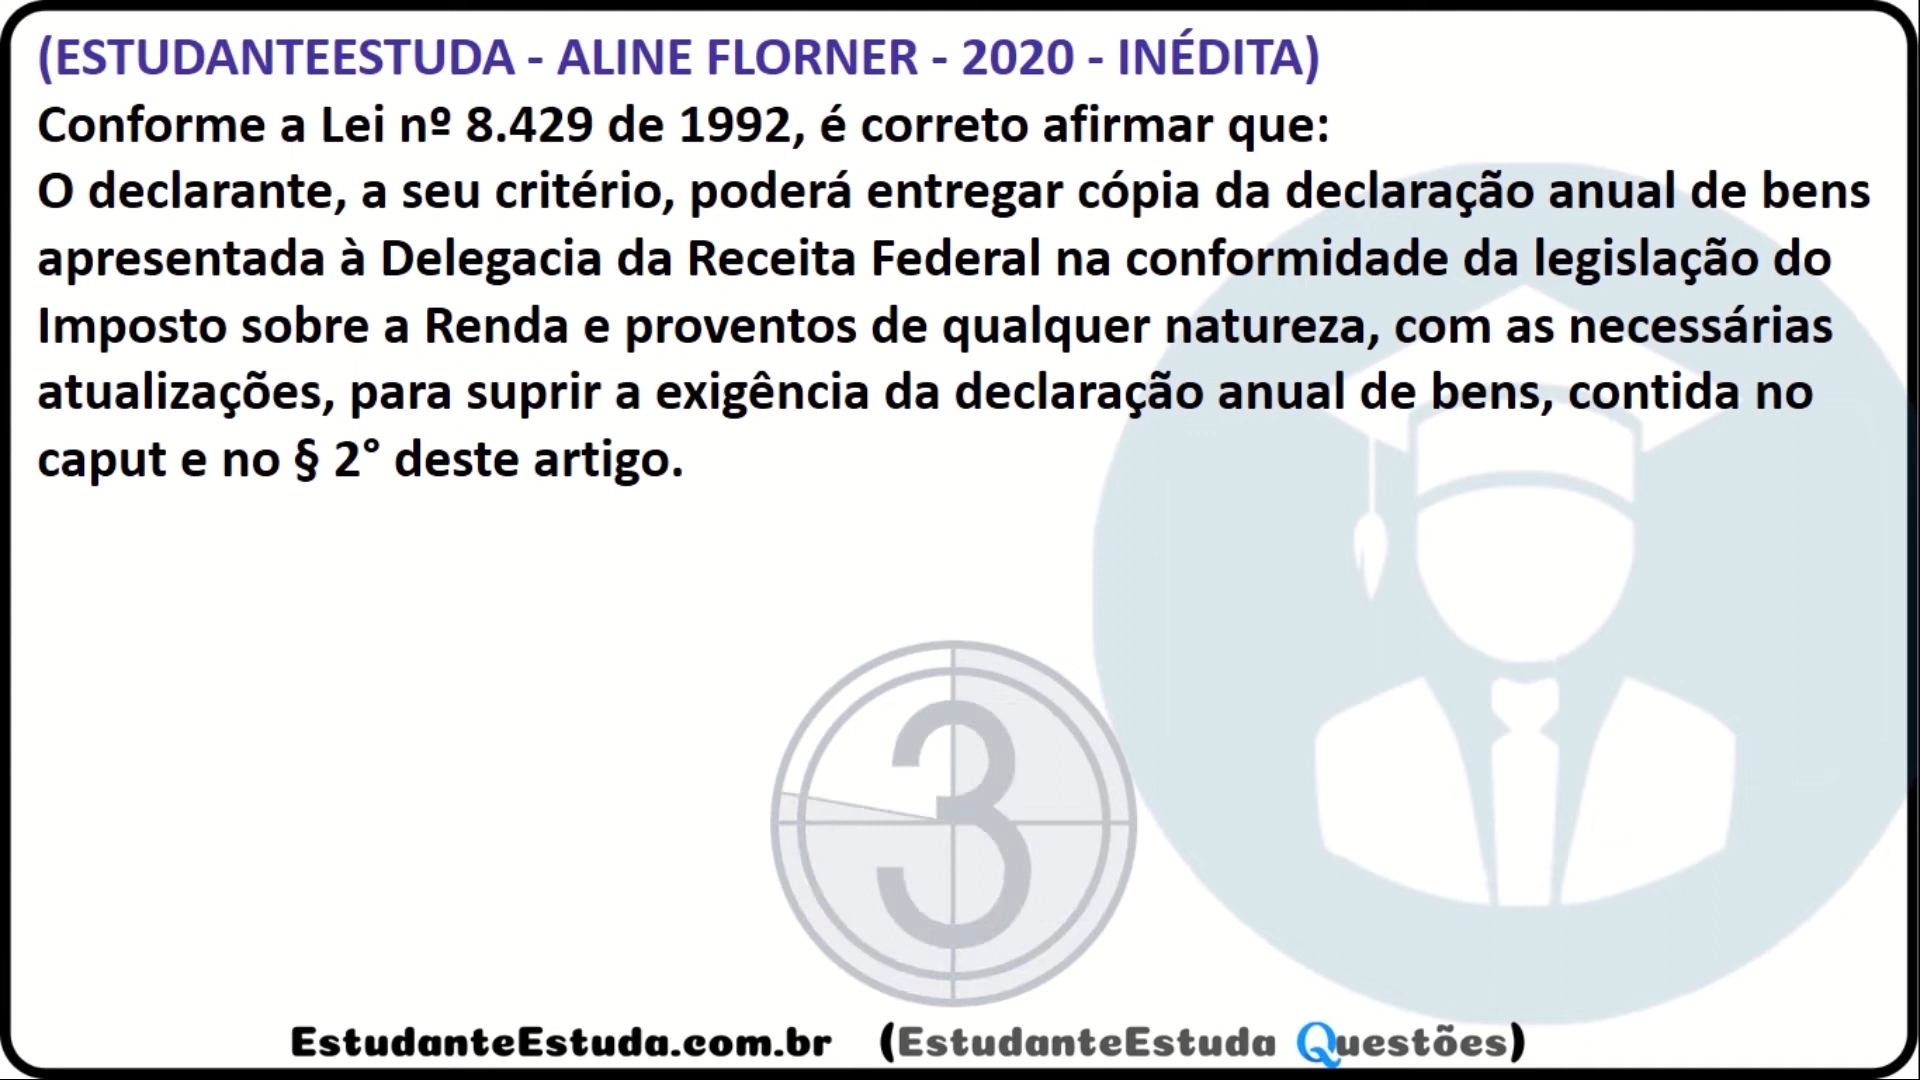 (ESTUDANTEESTUDA - ALINE FLORNER - 2020 - INÉDITA)
Conforme a Lei nº 8.429 de 1992, é correto afirmar que:
O declarante, a seu critério, poderá entregar cópia da declaração anual de bens
apresentada à Delegacia da Receita Federal na conformidade da legislação do
Imposto sobre a Renda e proventos de qualquer natureza, com as necessárias
atualizações, para suprir a exigência da declaração anual de bens, contida no
caput e no § 2° deste artigo.
3
EstudanteEstuda.com.br (EstudanteEstuda Questões)